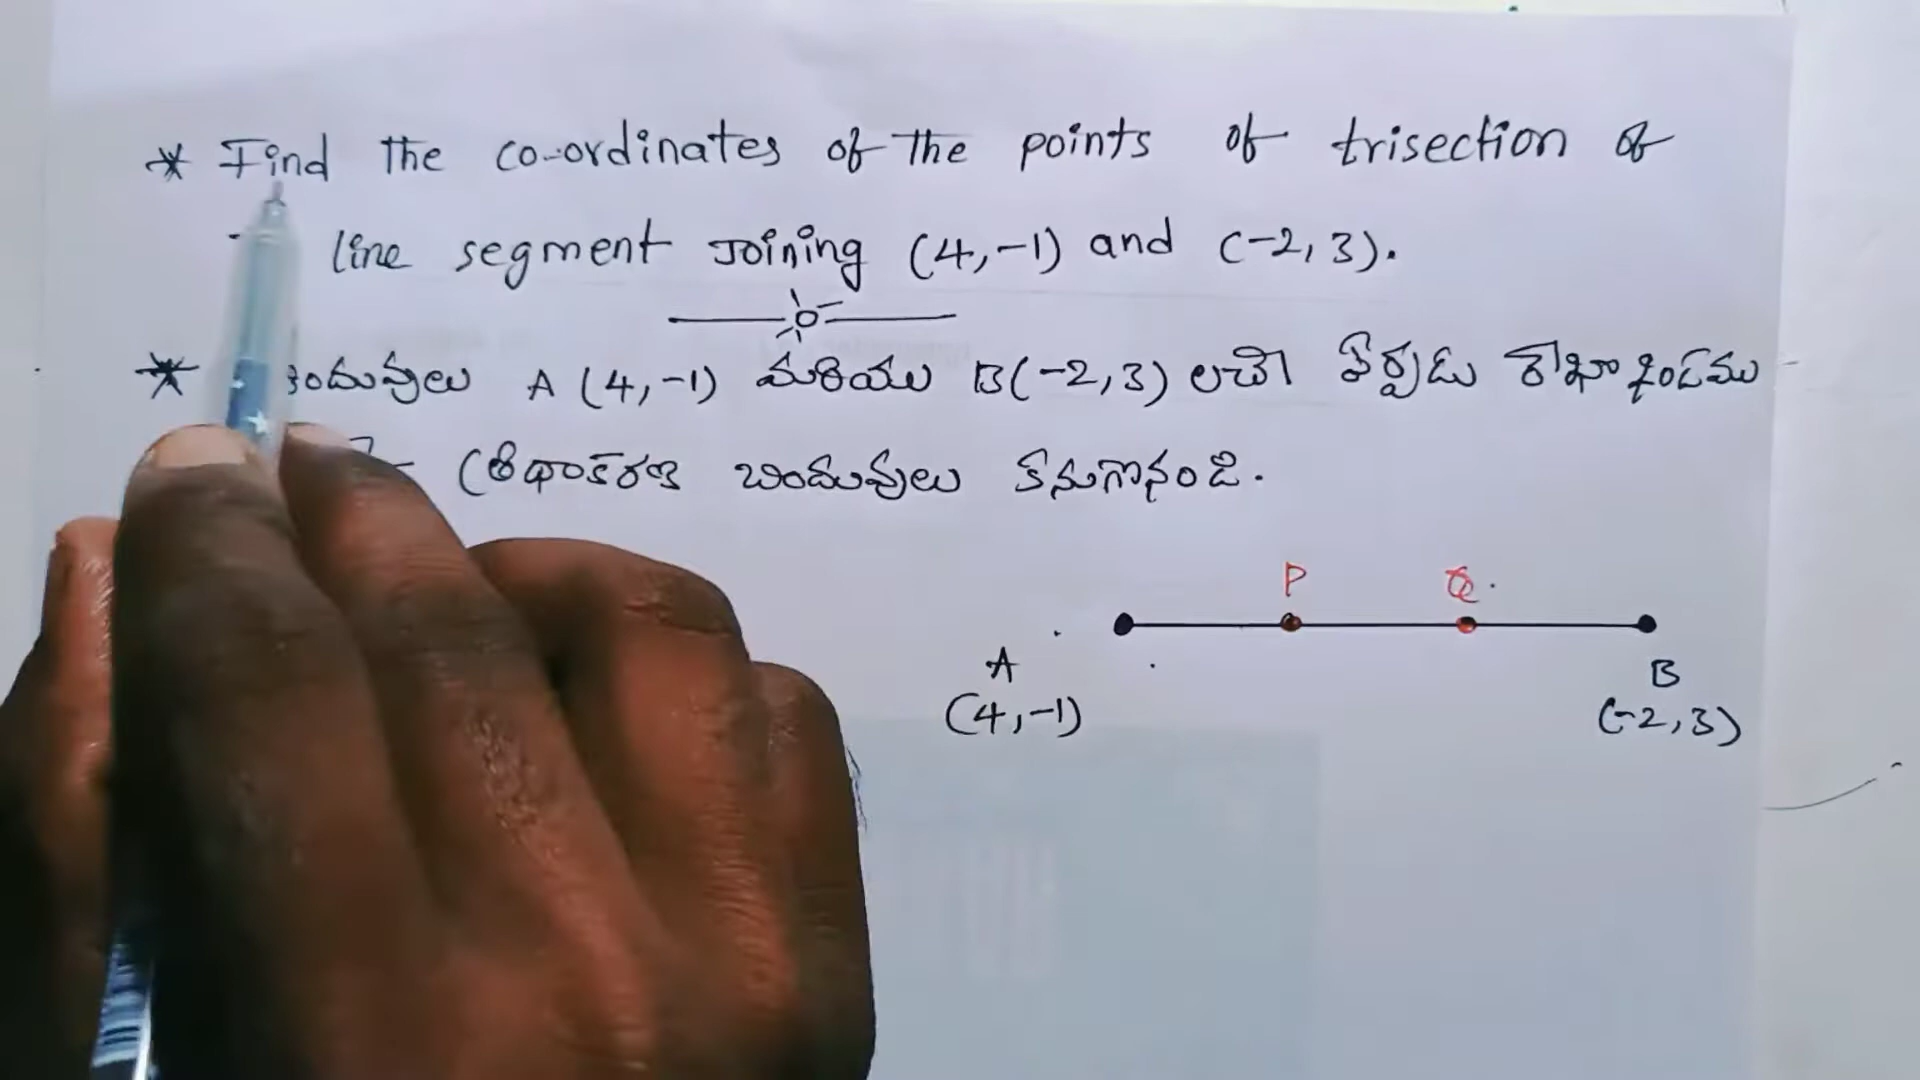 * Find the co-ordinates of the points of trisection of
line segment Joining (4,-1) and (-2,3).
* A (4,-1) మరియు B(-2,3) లచే ఏర్పడు రేఖాఖండము
త్రిథాకరణ బిందువులు కనుగొనండి.
P Q
A B
(4,-1) (-2,3)